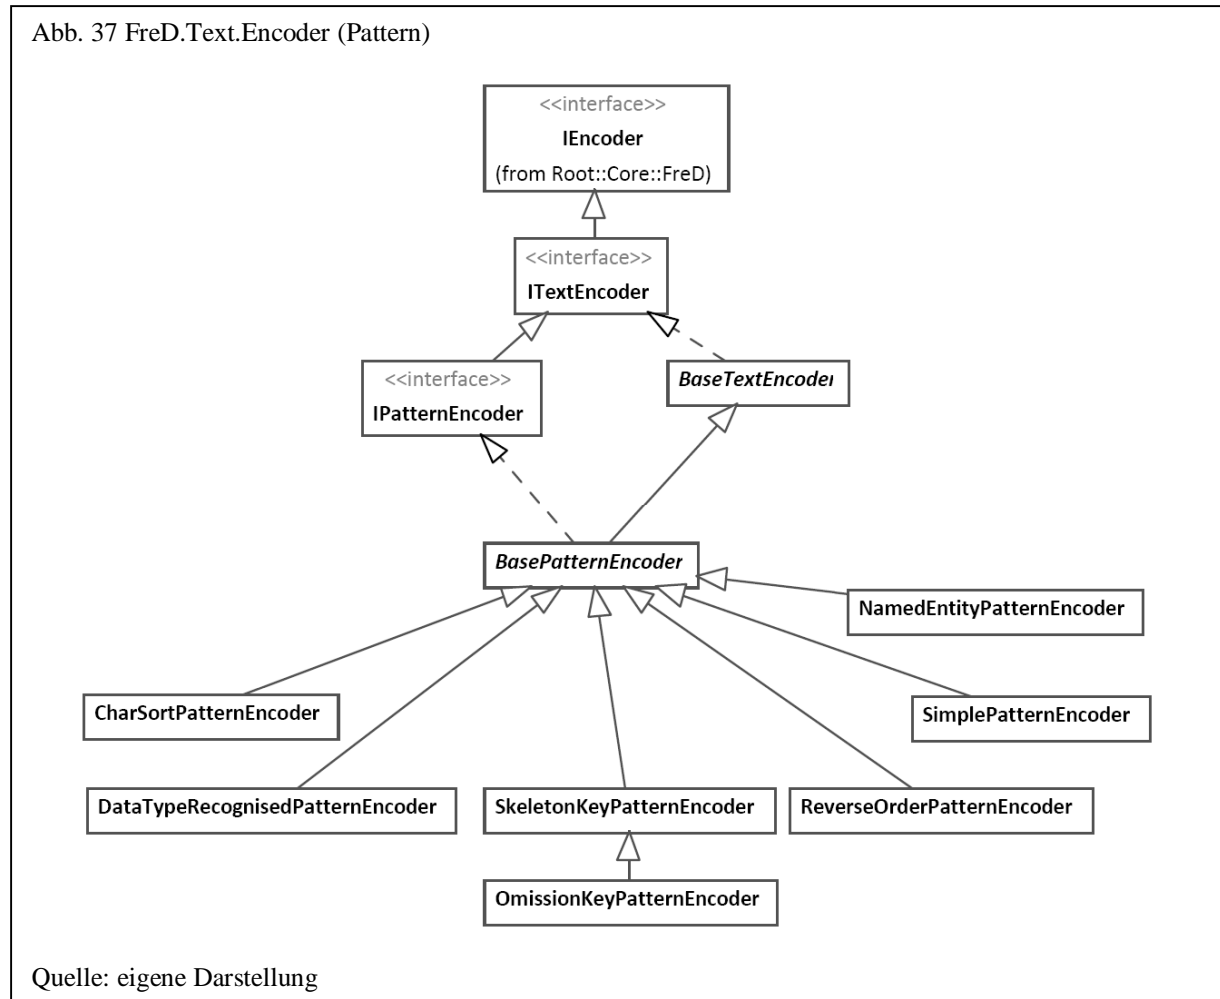 Abb. 37 FreD.Text.Encoder (Pattern)
<<interface>>
IEncoder
(from Root::Core::FreD)
<<interface>>
ITextEncoder
<<interface>>
IPatternEncoder
BaseTextEncoder
BasePatternEncoder
NamedEntityPatternEncoder
CharSortPatternEncoder
SimplePatternEncoder
DataTypeRecognisedPatternEncoder
SkeletonKeyPatternEncoder
ReverseOrderPatternEncoder
OmissionKeyPatternEncoder
Quelle: eigene Darstellung